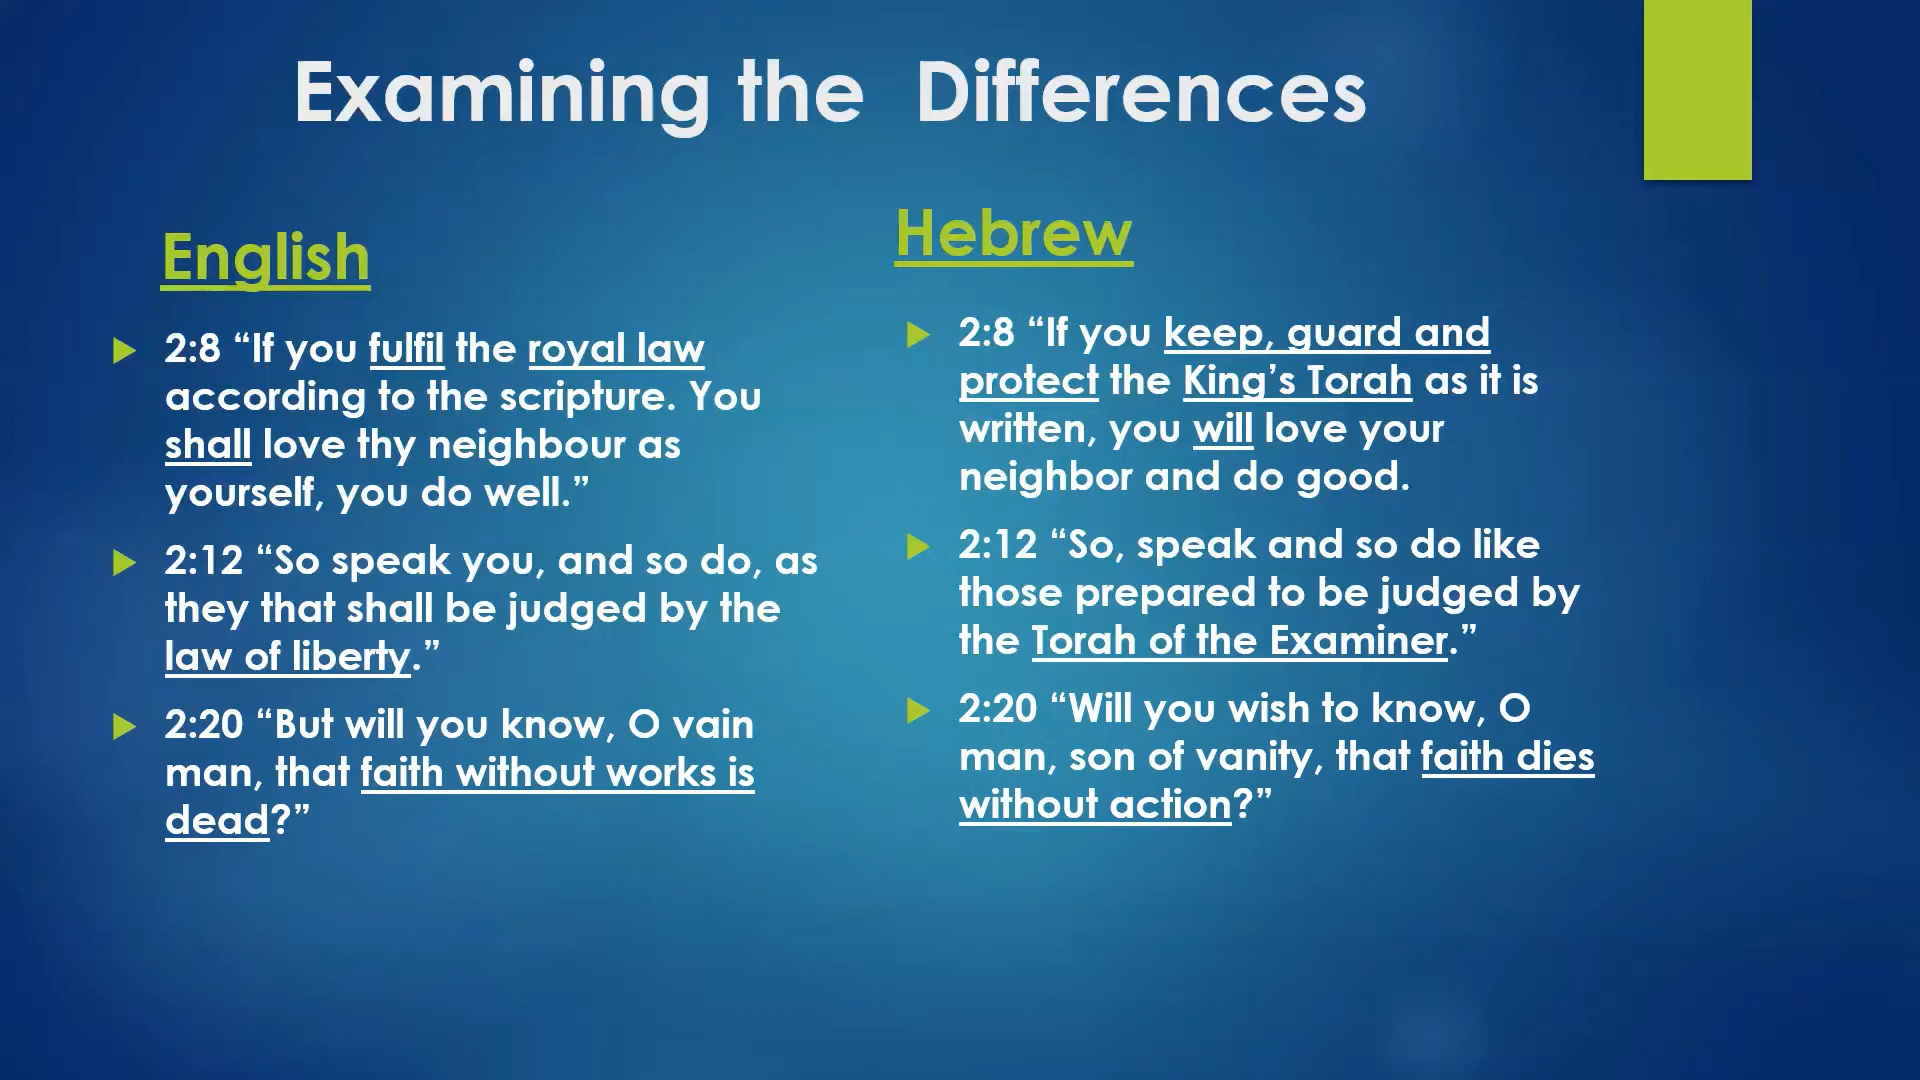 Examining the Differences
English
2:8 “If you fulfil the royal law
according to the scripture. You
shall love thy neighbour as
yourself, you do well.”
2:12 “So speak you, and so do, as
they that shall be judged by the
law of liberty.”
2:20 “But will you know, O vain
man, that faith without works is
dead?”
Hebrew
2:8 “If you keep, guard and
protect the King’s Torah as it is
written, you will love your
neighbor and do good.
2:12 “So, speak and so do like
those prepared to be judged by
the Torah of the Examiner.”
2:20 “Will you wish to know, O
man, son of vanity, that faith dies
without action?”